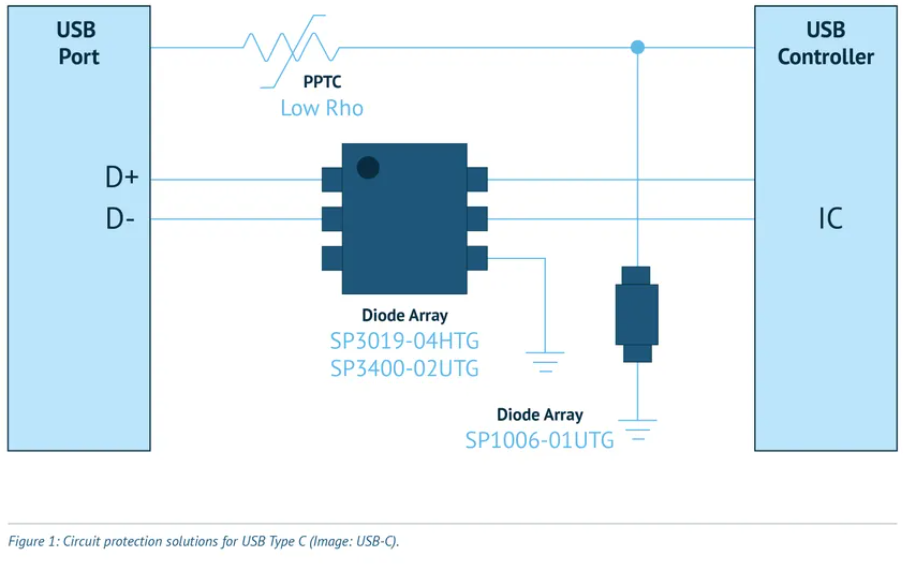 USB
Port
USB
Controller
PPTC
Low Rho
D+
D-
IC
Diode Array
SP3019-04HTG
SP3400-02UTG
Diode Array
SP1006-01UTG
Figure 1: Circuit protection solutions for USB Type C (Image: USB-C).